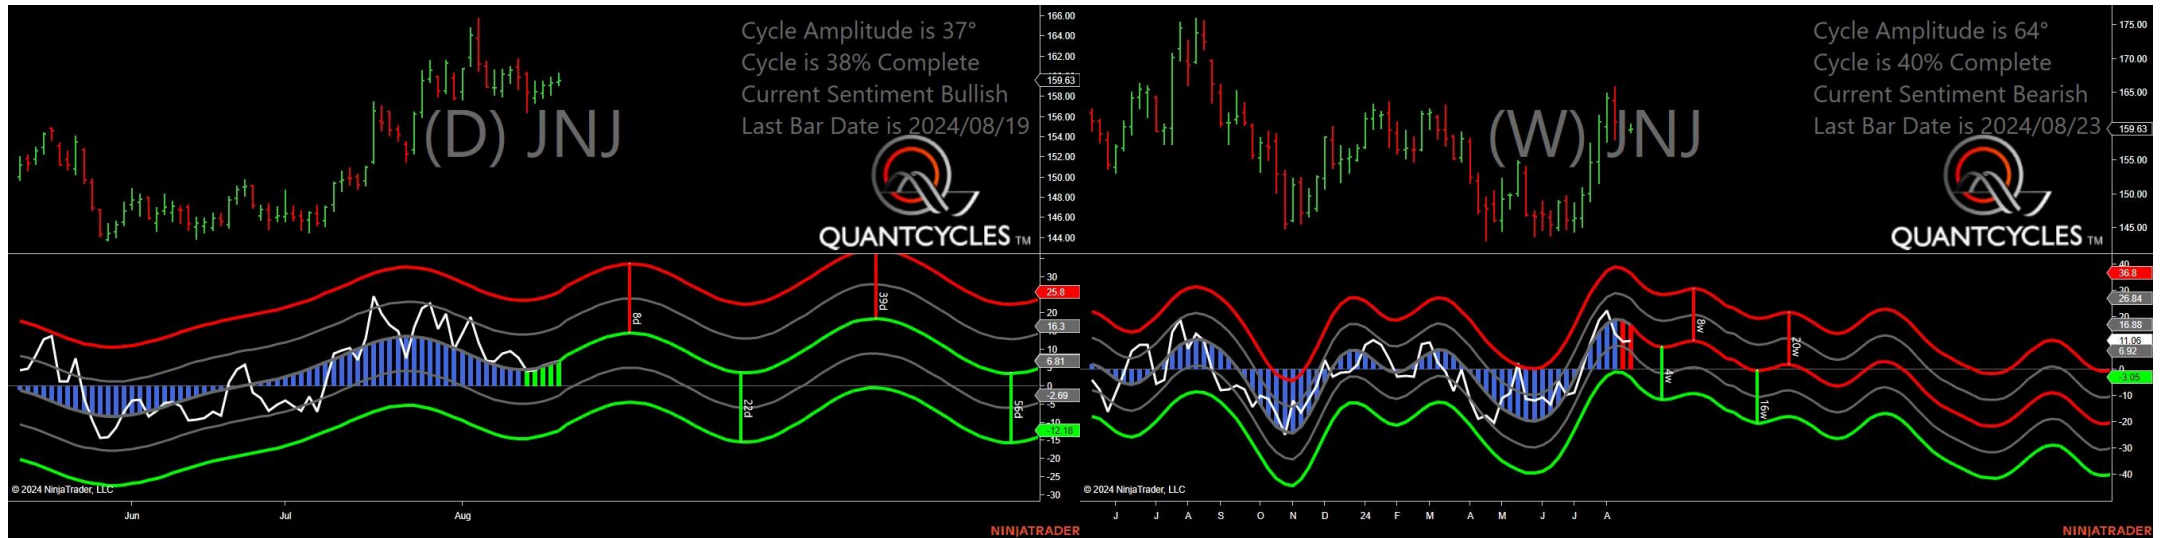 Cycle Amplitude is 37°
Cycle is 38% Complete
Current Sentiment Bullish
Last Bar Date is 2024/08/19
(D) JNJ
QUANTCYCLES TM
166.00
164.00
162.00
159.63
158.00
156.00
154.00
152.00
150.00
148.00
146.00
144.00
30
25.8
20
16.3
10
6.81
0
-2.69
-5
-12.18
-15
-20
-25
-30
8d
22d
39d
56d
© 2024 NinjaTrader, LLC
Jun
Jul
Aug
NINJATRADER
Cycle Amplitude is 64°
Cycle is 40% Complete
Current Sentiment Bearish
Last Bar Date is 2024/08/23
(W) JNJ
QUANTCYCLES TM
175.00
170.00
165.00
159.63
155.00
150.00
145.00
40
36.8
26.84
20
16.88
11.06
6.92
-3.05
-10
-20
-30
-40
4w
8w
16w
20w
© 2024 NinjaTrader, LLC
J J A S O N D 24 F M A M J J A
NINJATRADER